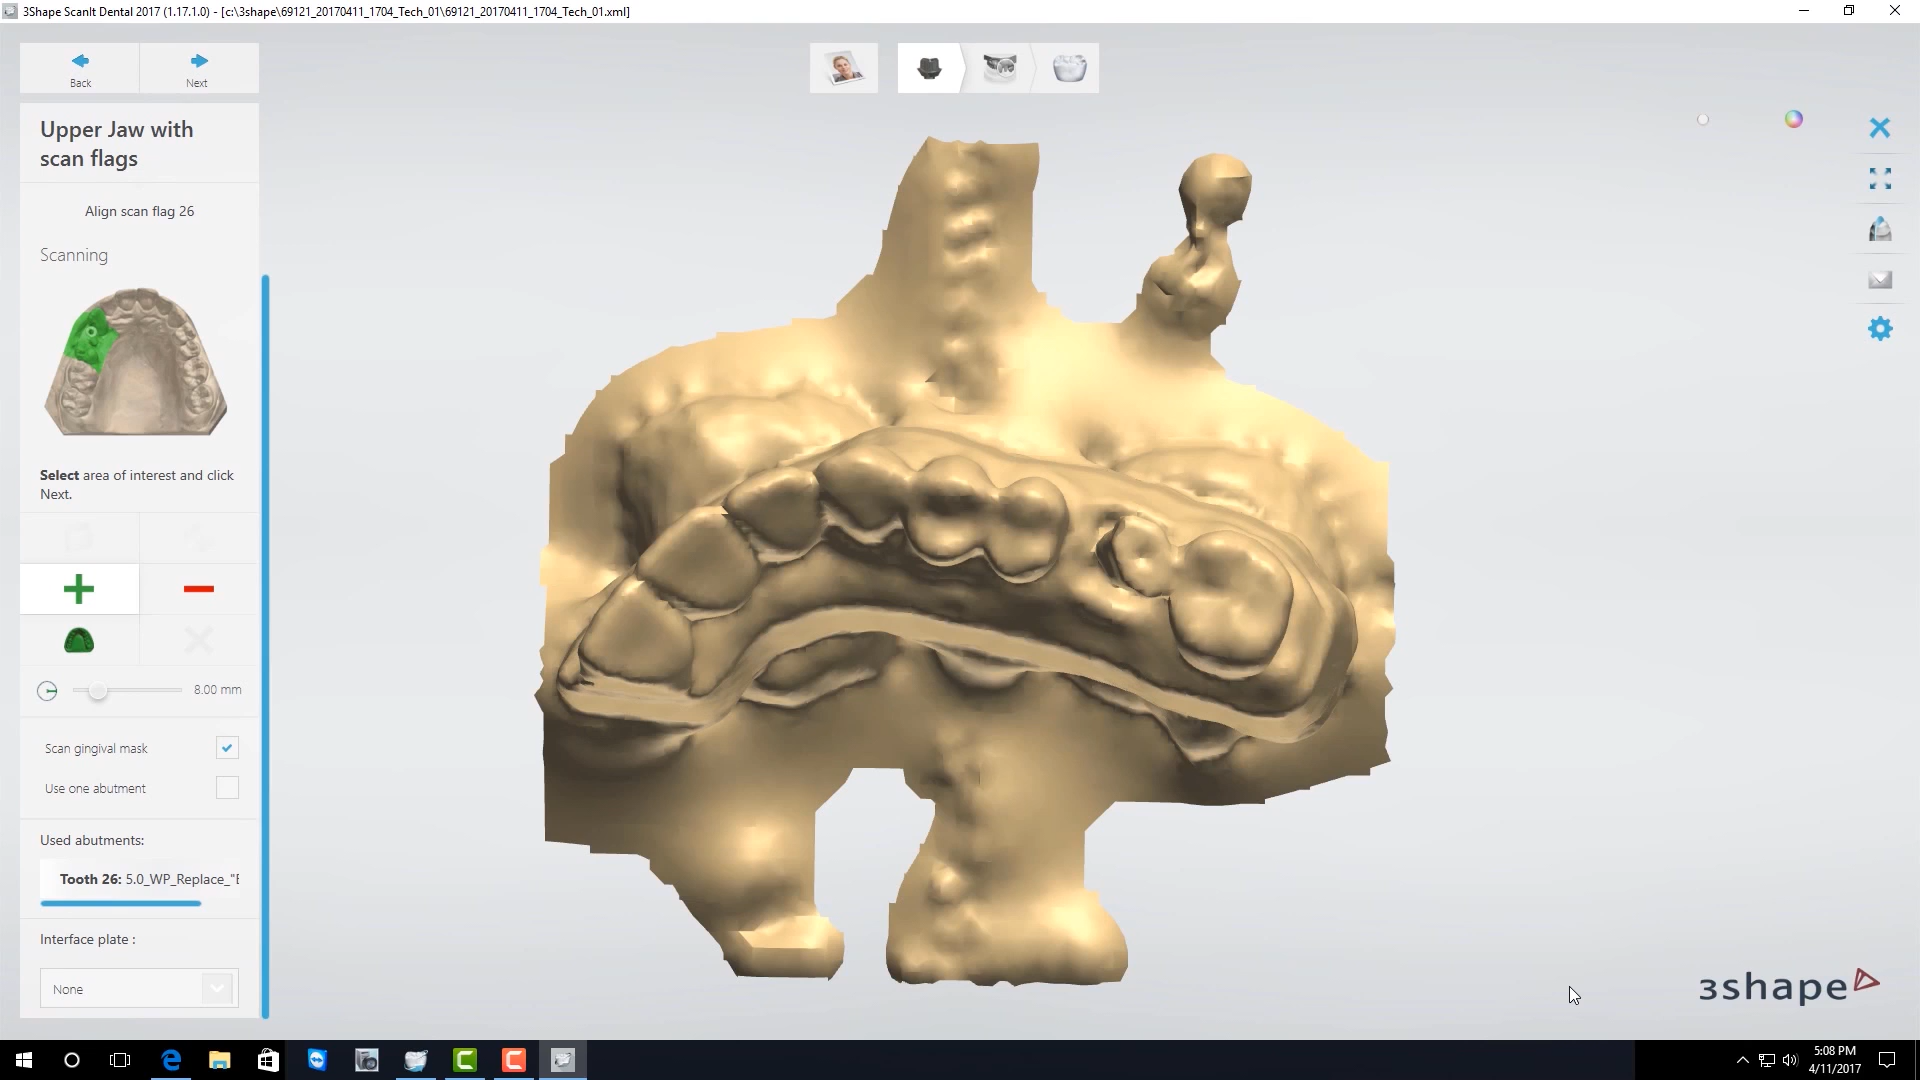 3Shape ScanIt Dental 2017 (1.17.1.0) - [c:\3shape\69121_20170411_1704_Tech_01\69121_20170411_1704_Tech_01.xml]
Back
Next
Upper Jaw with
scan flags
Align scan flag 26
Scanning
Select area of interest and click
Next.
8.00 mm
Scan gingival mask
Use one abutment
Used abutments:
Tooth 26: 5.0_WP_Replace_"E
Interface plate :
None
3shape
5:08 PM
4/11/2017